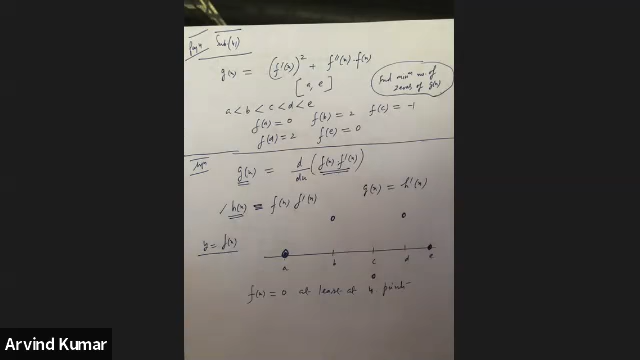 g(x) = (f'(x))² + f''(x) · f(x)
[a, e]
Find min^m no. of zeroes of g(x)
a < b < c < d < e
f(a) = 0 f(b) = 2 f(c) = -1
f(d) = 2 f(e) = 0
g(x) = d/dx (f(x) f'(x))
h(x) = f(x) f'(x) g(x) = h'(x)
y = f(x)
a b c d e
f(x) = 0 at least at 4 points
Arvind Kumar